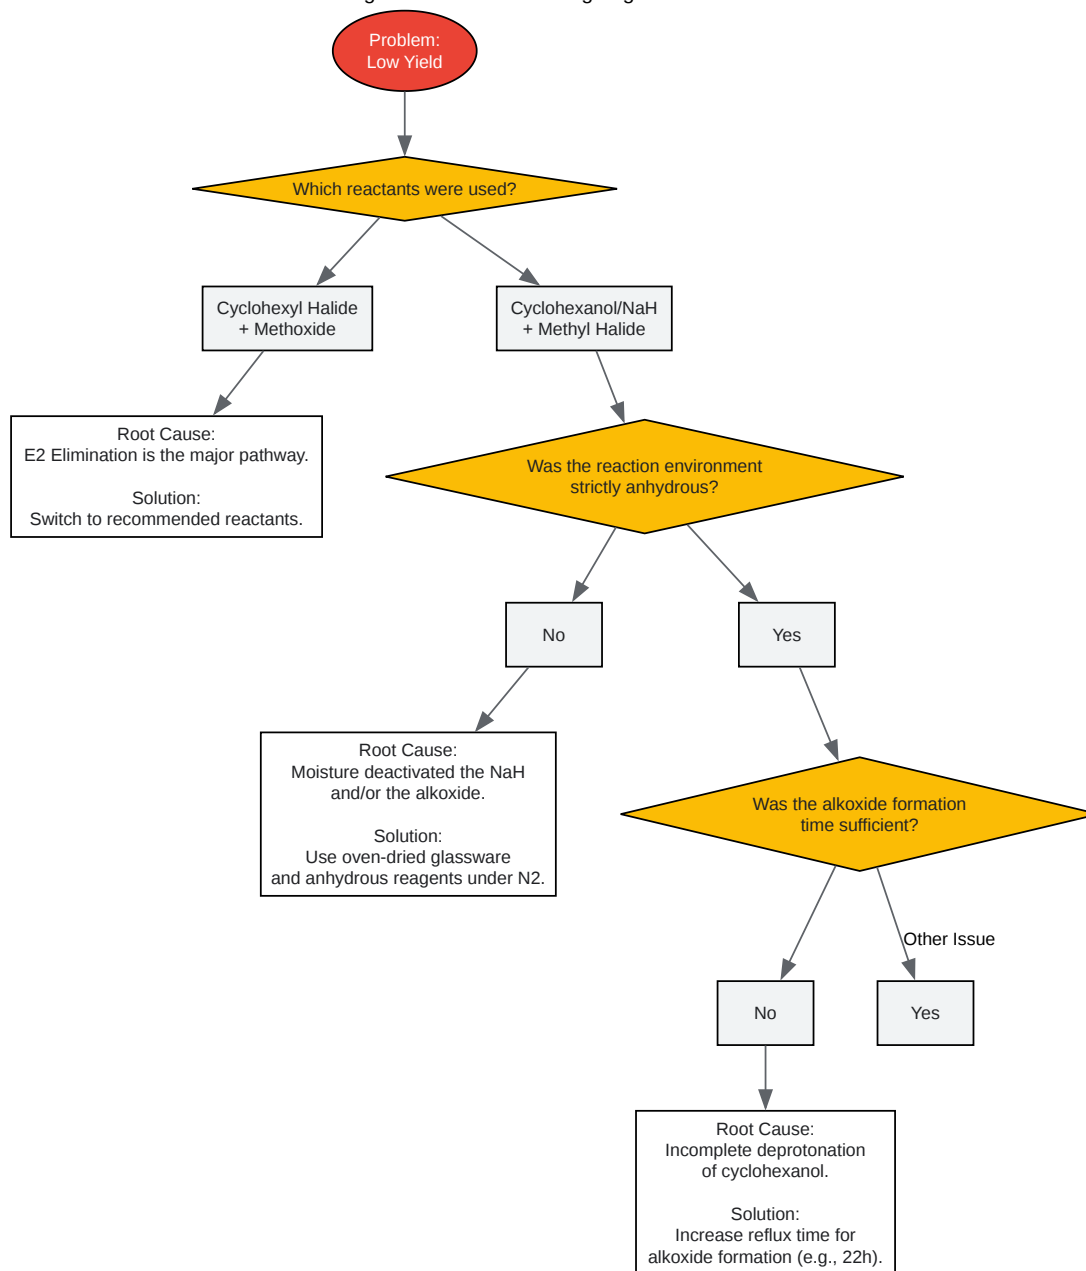 Problem:
Low Yield
Which reactants were used?
Cyclohexyl Halide
+ Methoxide
Cyclohexanol/NaH
+ Methyl Halide
Root Cause:
E2 Elimination is the major pathway.
Solution:
Switch to recommended reactants.
Was the reaction environment
strictly anhydrous?
No
Yes
Root Cause:
Moisture deactivated the NaH
and/or the alkoxide.
Solution:
Use oven-dried glassware
and anhydrous reagents under N2.
Was the alkoxide formation
time sufficient?
Other Issue
No
Yes
Root Cause:
Incomplete deprotonation
of cyclohexanol.
Solution:
Increase reflux time for
alkoxide formation (e.g., 22h).